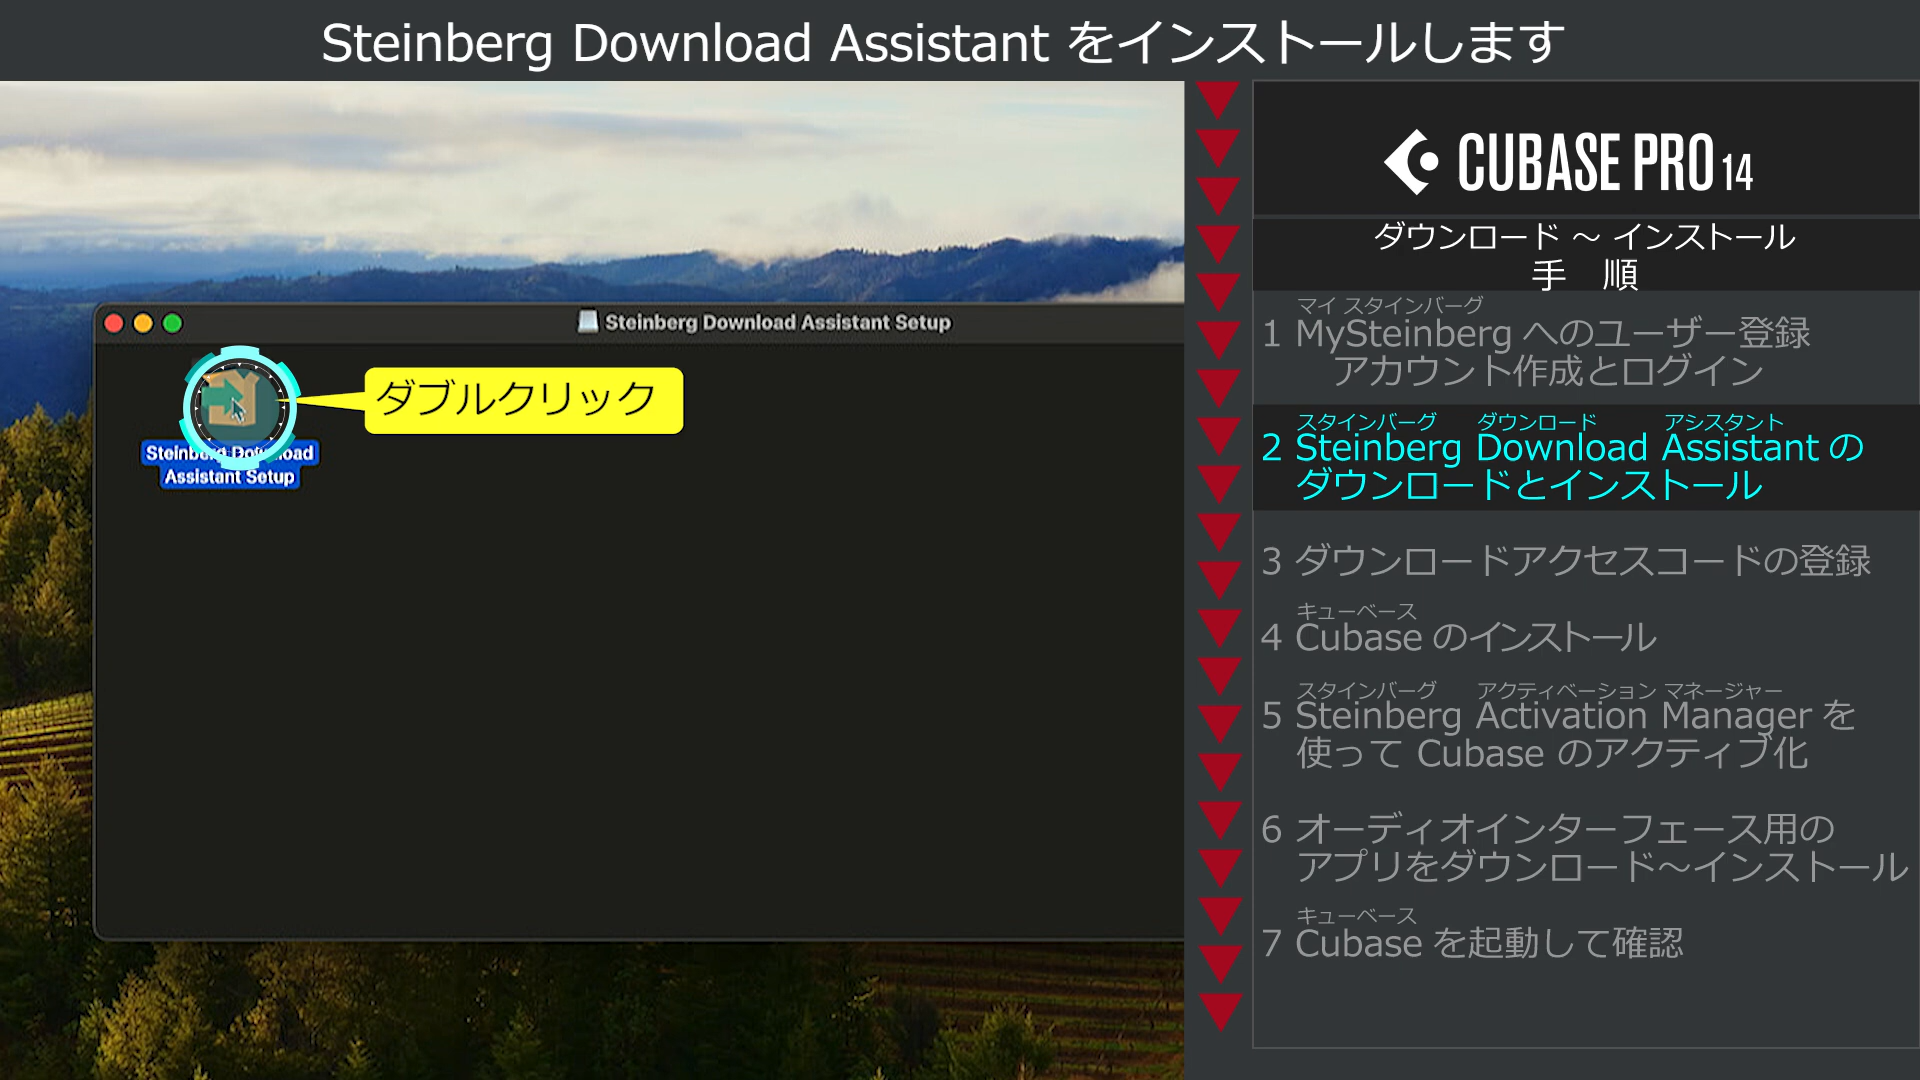 Steinberg Download Assistant をインストールします
Steinberg Download Assistant Setup
ダブルクリック
Steinberg Download
Assistant Setup
CUBASE PRO 14
ダウンロード ～ インストール
手　順
マイ スタインバーグ
1 MySteinberg へのユーザー登録
アカウント作成とログイン
スタインバーグ ダウンロード アシスタント
2 Steinberg Download Assistant の
ダウンロードとインストール
3 ダウンロードアクセスコードの登録
キューベース
4 Cubase のインストール
スタインバーグ アクティベーション マネージャー
5 Steinberg Activation Manager を
使って Cubase のアクティブ化
6 オーディオインターフェース用の
アプリをダウンロード～インストール
キューベース
7 Cubase を起動して確認